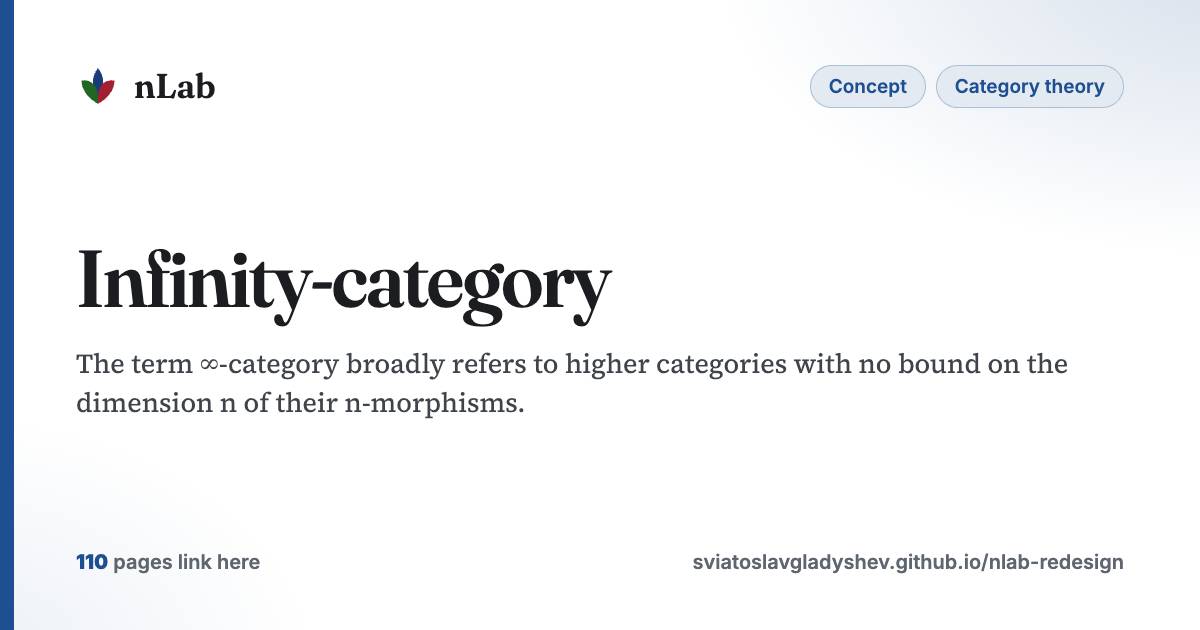 nLab
Concept
Category theory
Infinity-category
The term ∞-category broadly refers to higher categories with no bound on the
dimension n of their n-morphisms.
110 pages link here
sviatoslavgladyshev.github.io/nlab-redesign